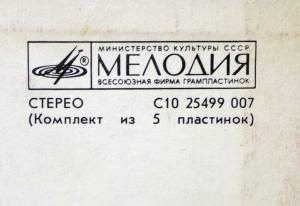 МИНИСТЕРСТВО КУЛЬТУРЫ СССР
® МЕЛОДИЯ
ВСЕСОЮЗНАЯ ФИРМА ГРАМПЛАСТИНОК
СТЕРЕО С10 25499 007
(Комплект из 5 пластинок)